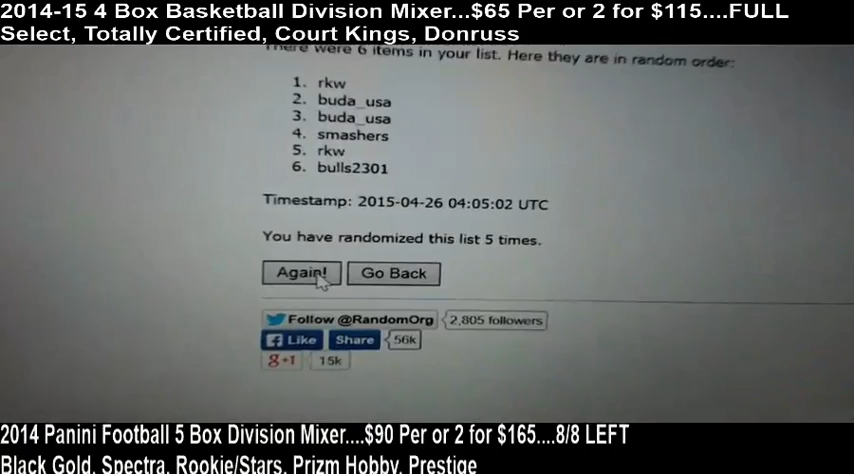 2014-15 4 Box Basketball Division Mixer...$65 Per or 2 for $115....FULL
Select, Totally Certified, Court Kings, Donruss
There were 6 items in your list. Here they are in random order:
1. rkw
2. buda_usa
3. buda_usa
4. smashers
5. rkw
6. bulls2301
Timestamp: 2015-04-26 04:05:02 UTC
You have randomized this list 5 times.
Again! Go Back
Follow @RandomOrg 2,805 followers
Like Share 56k
g+1 15k
2014 Panini Football 5 Box Division Mixer....$90 Per or 2 for $165....8/8 LEFT
Black Gold, Spectra, Rookie/Stars, Prizm Hobby, Prestige